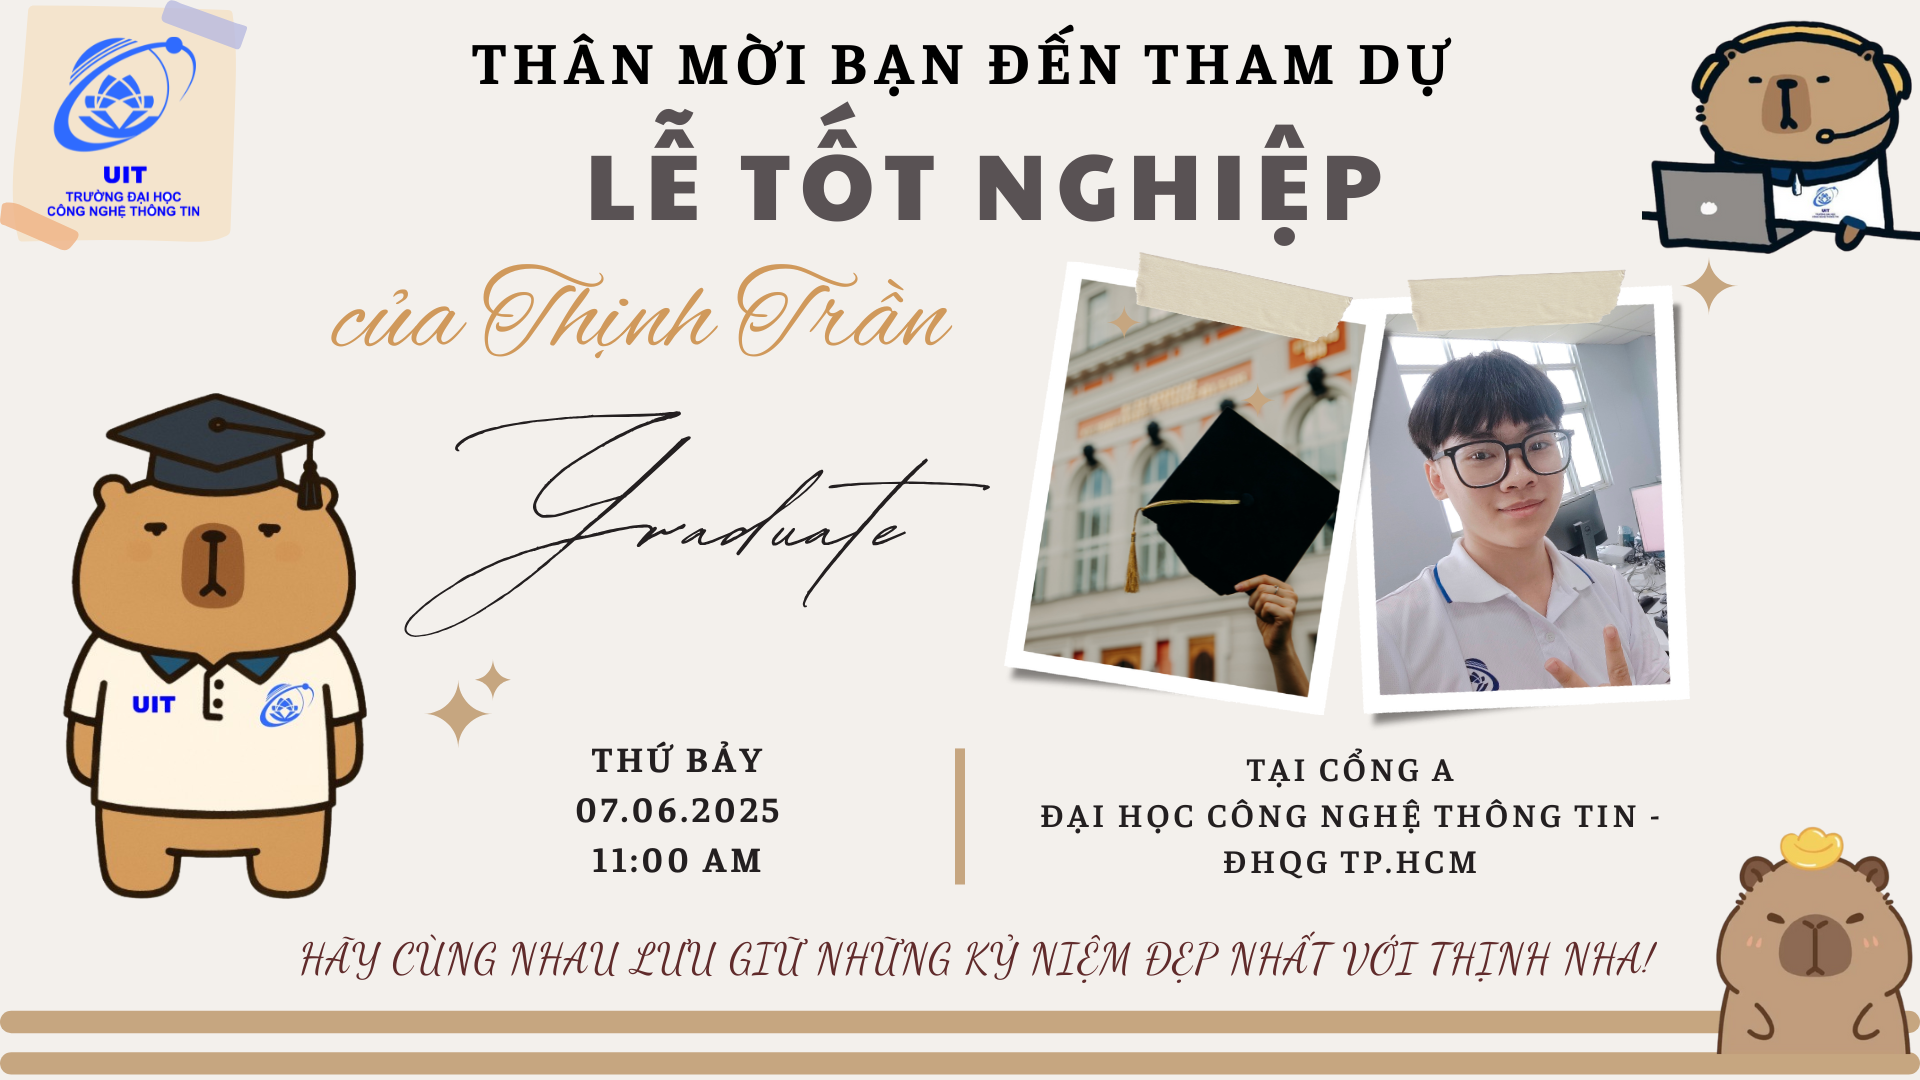 THÂN MỜI BẠN ĐẾN THAM DỰ
LỄ TỐT NGHIỆP
của Thịnh Trần
Graduate
UIT
TRƯỜNG ĐẠI HỌC
CÔNG NGHỆ THÔNG TIN
UIT
THỨ BẢY
07.06.2025
11:00 AM
TẠI CỔNG A
ĐẠI HỌC CÔNG NGHỆ THÔNG TIN -
ĐHQG TP.HCM
HÃY CÙNG NHAU LƯU GIỮ NHỮNG KỶ NIỆM ĐẸP NHẤT VỚI THỊNH NHA!